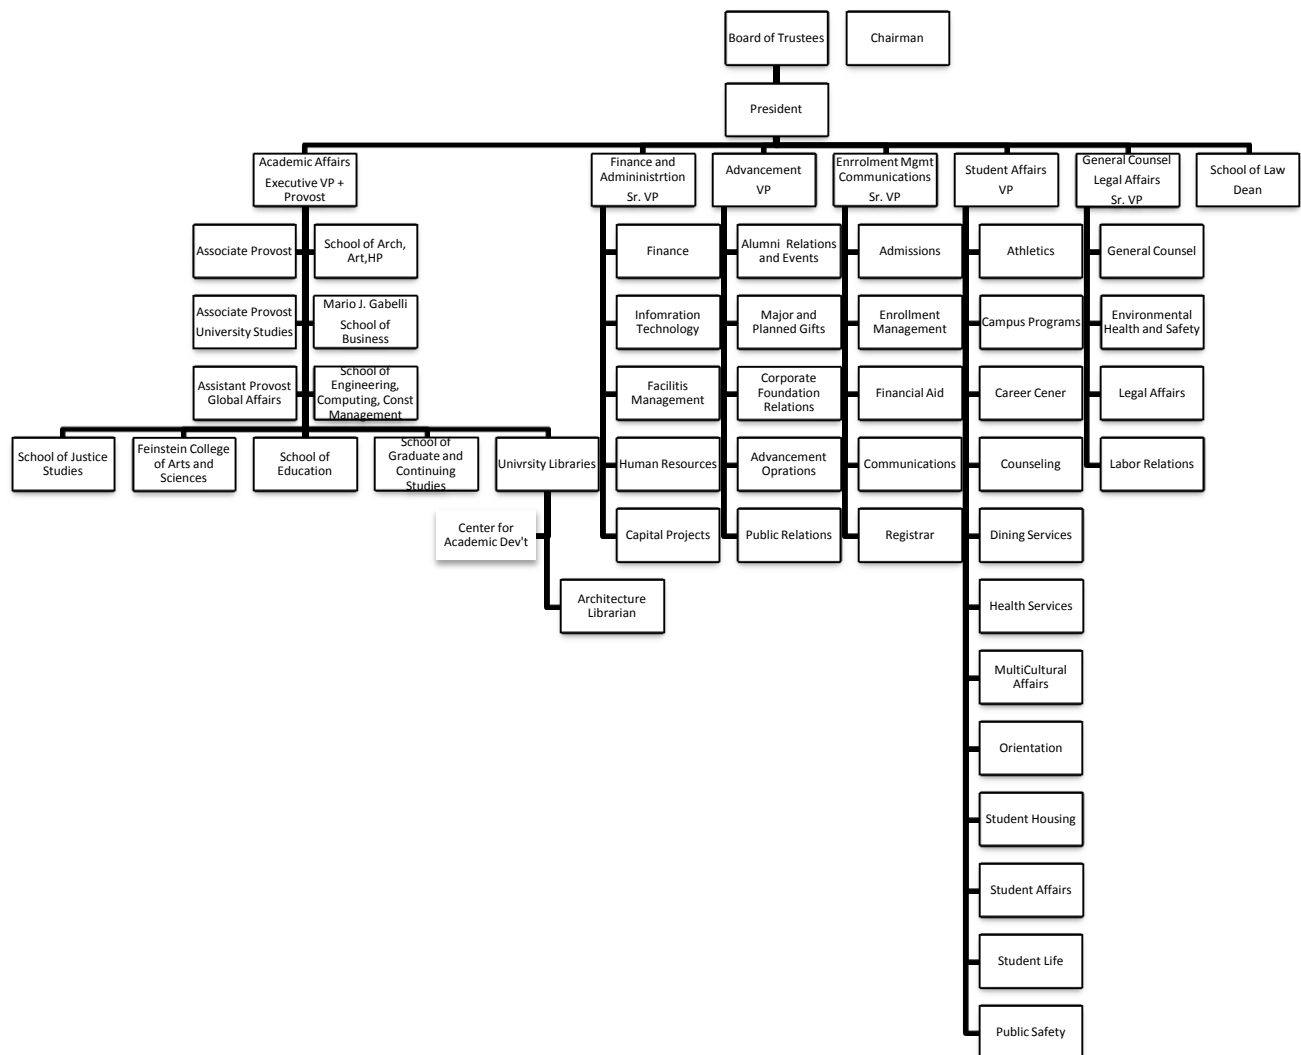 Board of Trustees
Chairman
President
Academic Affairs
Executive VP +
Provost
Finance and
Admininistrtion
Sr. VP
Advancement
VP
Enrrolment Mgmt
Communications
Sr. VP
Student Affairs
VP
General Counsel
Legal Affairs
Sr. VP
School of Law
Dean
Associate Provost
School of Arch,
Art,HP
Finance
Alumni Relations
and Events
Admissions
Athletics
General Counsel
Associate Provost
University Studies
Mario J. Gabelli
School of
Business
Infomration
Technology
Major and
Planned Gifts
Enrollment
Management
Campus Programs
Environmental
Health and Safety
Assistant Provost
Global Affairs
School of
Engineering,
Computing, Const
Management
Facilitis
Management
Corporate
Foundation
Relations
Financial Aid
Career Cener
Legal Affairs
School of Justice
Studies
Feinstein College
of Arts and
Sciences
School of
Education
School of
Graduate and
Continuing
Studies
Univrsity Libraries
Human Resources
Advancement
Oprations
Communications
Counseling
Labor Relations
Center for
Academic Dev't
Capital Projects
Public Relations
Registrar
Dining Services
Architecture
Librarian
Health Services
MultiCultural
Affairs
Orientation
Student Housing
Student Affairs
Student Life
Public Safety